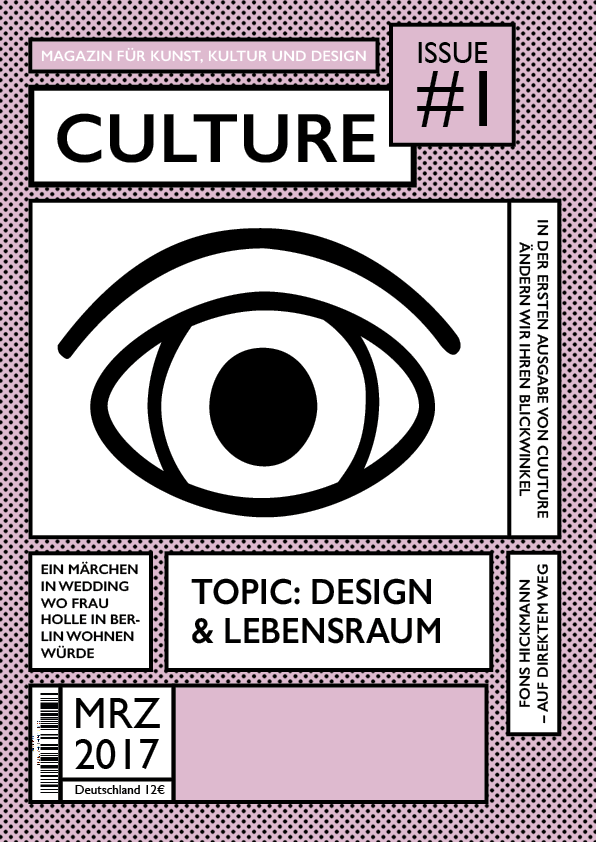 MAGAZIN FÜR KUNST, KULTUR UND DESIGN
ISSUE
#1
CULTURE
IN DER ERSTEN AUSGABE VON CUUTURE
ÄNDERN WIR IHREN BLICKWINKEL
EIN MÄRCHEN
IN WEDDING
WO FRAU
HOLLE IN BER-
LIN WOHNEN
WÜRDE
TOPIC: DESIGN
& LEBENSRAUM
FONS HICKMANN
– AUF DIREKTEM WEG
MRZ
2017
Deutschland 12€